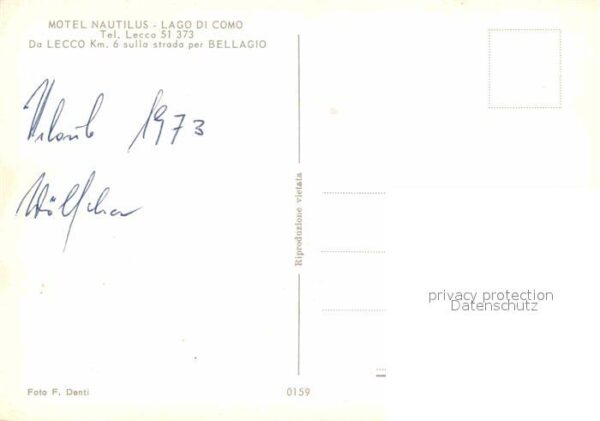 MOTEL NAUTILUS - LAGO DI COMO
Tel. Lecco 51 373
Da LECCO Km. 6 sulla strada per BELLAGIO
Urlaub 1973
Riproduzione vietata
privacy protection
Datenschutz
Foto F. Denti
0159